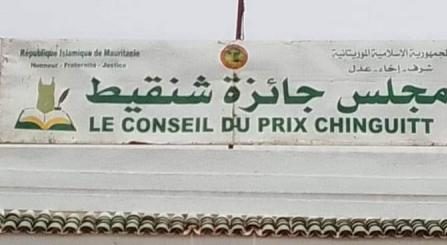 République Islamique de Mauritanie
Honneur - Fraternité - Justice
الجمهورية الإسلامية الموريتانية
شرف - إخاء - عدل
مجلس جائزة شنقيط
LE CONSEIL DU PRIX CHINGUITT